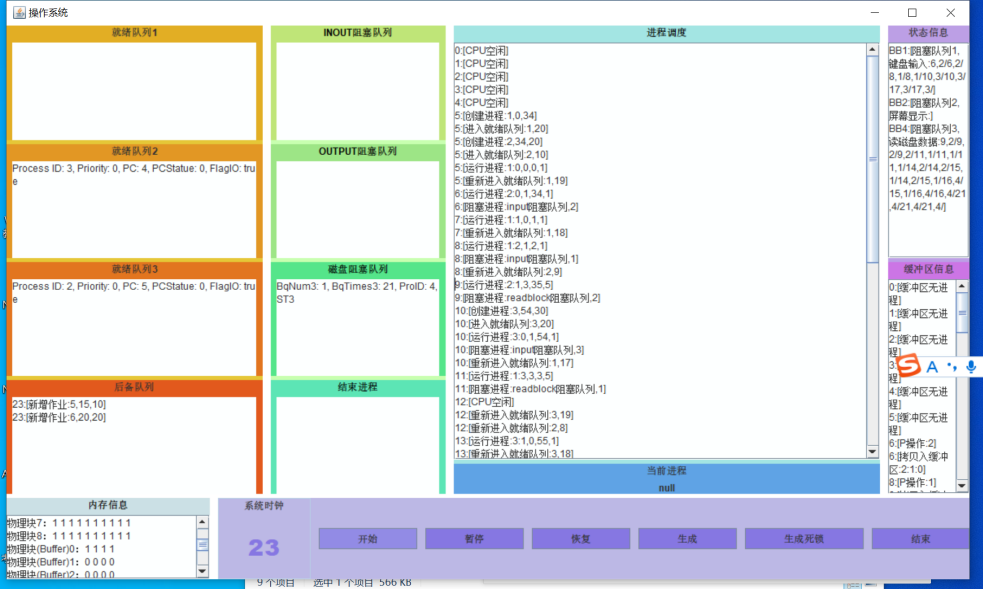 操作系统
就绪队列1
就绪队列2
Process ID: 3, Priority: 0, PC: 4, PCStatue: 0, FlagIO: tru
e
就绪队列3
Process ID: 2, Priority: 0, PC: 5, PCStatue: 0, FlagIO: tru
e
后备队列
23:[新增作业:5,15,10]
23:[新增作业:6,20,20]
INOUT阻塞队列
OUTPUT阻塞队列
磁盘阻塞队列
BqNum3: 1, BqTimes3: 21, ProID: 4,
ST3
结束进程
进程调度
0:[CPU空闲]
1:[CPU空闲]
2:[CPU空闲]
3:[CPU空闲]
4:[CPU空闲]
5:[创建进程:1,0,34]
5:[进入就绪队列:1,20]
5:[创建进程:2,34,20]
5:[进入就绪队列:2,10]
5:[运行进程:1:0,0,0,1]
5:[重新进入就绪队列:1,19]
6:[运行进程:2:0,1,34,1]
6:[阻塞进程:input阻塞队列,2]
7:[运行进程:1:1,0,1,1]
7:[重新进入就绪队列:1,18]
8:[运行进程:1:2,1,2,1]
8:[阻塞进程:input阻塞队列,1]
8:[重新进入就绪队列:2,9]
9:[运行进程:2:1,3,35,5]
9:[阻塞进程:readblock阻塞队列,2]
10:[创建进程:3,54,30]
10:[进入就绪队列:3,20]
10:[运行进程:3:0,1,54,1]
10:[阻塞进程:input阻塞队列,3]
10:[重新进入就绪队列:1,17]
11:[运行进程:1:3,3,3,5]
11:[阻塞进程:readblock阻塞队列,1]
12:[CPU空闲]
12:[重新进入就绪队列:3,19]
12:[重新进入就绪队列:2,8]
13:[运行进程:3:1,0,55,1]
13:[重新进入就绪队列:3,18]
当前进程
null
状态信息
BB1:[阻塞队列1,
键盘输入:6,2/6,2/
8,1/8,1/10,3/10,3/
17,3/17,3/]
BB2:[阻塞队列2,
屏幕显示:]
BB4:[阻塞队列3,
读磁盘数据:9,2/9,
2/9,2/11,1/11,1/1
1,1/14,2/14,2/15,
1/14,2/15,1/16,4/
15,1/16,4/16,4/21
,4/21,4/21,4/]
缓冲区信息
0:[缓冲区无进
程]
1:[缓冲区无进
程]
2:[缓冲区无进
程]
3:
程]
4:[缓冲区无进
程]
5:[缓冲区无进
程]
6:[P操作:2]
6:[拷贝入缓冲
区:2:1:0]
8:[P操作:1]
A
内存信息
物理块7: 1 1 1 1 1 1 1 1 1 1
物理块8: 1 1 1 1 1 1 1 1 1 1
物理块(Buffer)0: 1 1 1 1
物理块(Buffer)1: 0 0 0 0
物理块(Buffer)2: 0 0 0 0
系统时钟
23
开始
暂停
恢复
生成
生成死锁
结束
9 个项目
选中 1 个项目 566 KB